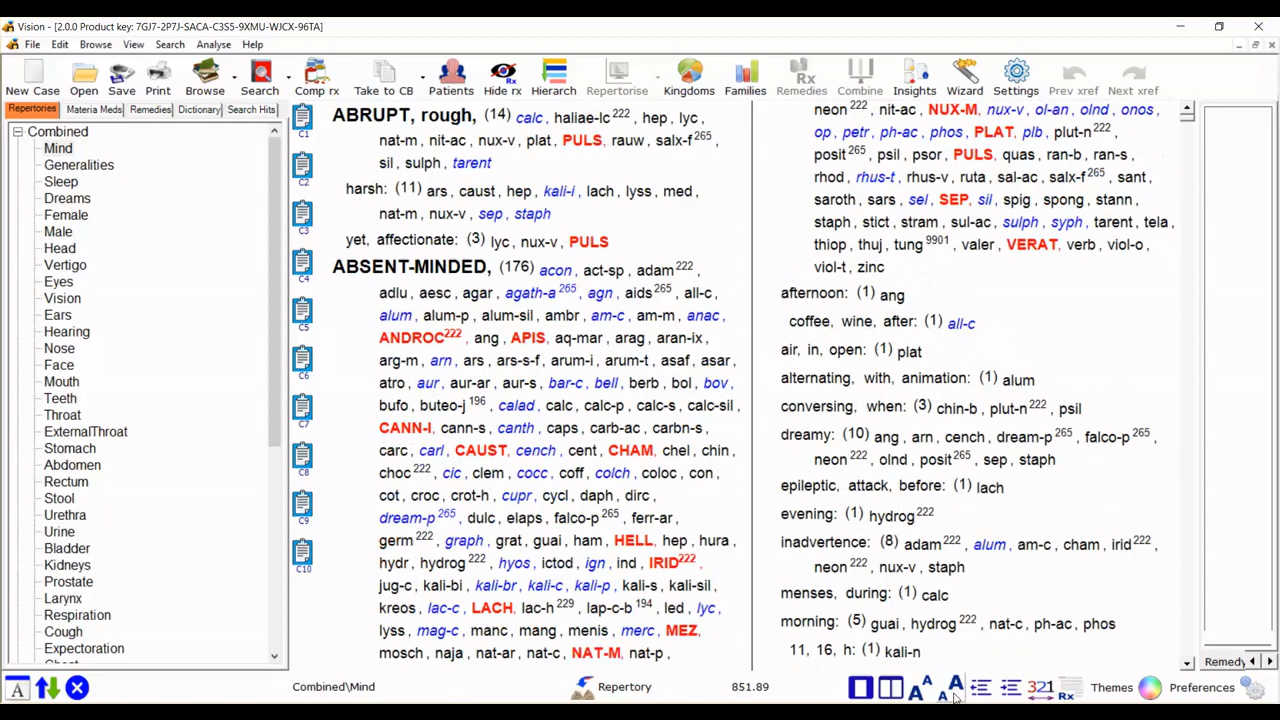 Vision - [2.0.0 Product key: 7GJ7-2P7J-SACA-C3S5-9XMU-WJCX-96TA]
File Edit Browse View Search Analyse Help
New Case Open Save Print Browse Search Comp rx Take to CB Patients Hide rx Hierarch Repertorise Kingdoms Families Remedies Combine Insights Wizard Settings Prev xref Next xref
Repertories Materia Meds Remedies Dictionary Search Hits
Combined
Mind
Generalities
Sleep
Dreams
Female
Male
Head
Vertigo
Eyes
Vision
Ears
Hearing
Nose
Face
Mouth
Teeth
Throat
ExternalThroat
Stomach
Abdomen
Rectum
Stool
Urethra
Urine
Bladder
Kidneys
Prostate
Larynx
Respiration
Cough
Expectoration
C1
C2
C3
C4
C5
C6
C7
C8
C9
C10
ABRUPT, rough, (14) calc, haliae-lc 222, hep, lyc,
nat-m, nit-ac, nux-v, plat, PULS, rauw, salx-f 265,
sil, sulph, tarent
harsh: (11) ars, caust, hep, kali-i, lach, lyss, med,
nat-m, nux-v, sep, staph
yet, affectionate: (3) lyc, nux-v, PULS
ABSENT-MINDED, (176) acon, act-sp, adam 222,
adlu, aesc, agar, agath-a 265, agn, aids 265, all-c,
alum, alum-p, alum-sil, ambr, am-c, am-m, anac,
ANDROC 222, ang, APIS, aq-mar, arag, aran-ix,
arg-m, arn, ars, ars-s-f, arum-i, arum-t, asaf, asar,
atro, aur, aur-ar, aur-s, bar-c, bell, berb, bol, bov,
bufo, buteo-j 196, calad, calc, calc-p, calc-s, calc-sil,
CANN-I, cann-s, canth, caps, carb-ac, carbn-s,
carc, carl, CAUST, cench, cent, CHAM, chel, chin,
choc 222, cic, clem, cocc, coff, colch, coloc, con,
cot, croc, crot-h, cupr, cycl, daph, dirc,
dream-p 265, dulc, elaps, falco-p 265, ferr-ar,
germ 222, graph, grat, guai, ham, HELL, hep, hura,
hydr, hydrog 222, hyos, ictod, ign, ind, IRID 222,
jug-c, kali-bi, kali-br, kali-c, kali-p, kali-s, kali-sil,
kreos, lac-c, LACH, lac-h 229, lap-c-b 194, led, lyc,
lyss, mag-c, manc, mang, menis, merc, MEZ,
mosch, naja, nat-ar, nat-c, NAT-M, nat-p,
neon 222, nit-ac, NUX-M, nux-v, ol-an, olnd, onos,
op, petr, ph-ac, phos, PLAT, plb, plut-n 222,
posit 265, psil, psor, PULS, quas, ran-b, ran-s,
rhod, rhus-t, rhus-v, ruta, sal-ac, salx-f 265, sant,
saroth, sars, sel, SEP, sil, spig, spong, stann,
staph, stict, stram, sul-ac, sulph, syph, tarent, tela,
thiop, thuj, tung 9901, valer, VERAT, verb, viol-o,
viol-t, zinc
afternoon: (1) ang
coffee, wine, after: (1) all-c
air, in, open: (1) plat
alternating, with, animation: (1) alum
conversing, when: (3) chin-b, plut-n 222, psil
dreamy: (10) ang, arn, cench, dream-p 265, falco-p 265,
neon 222, olnd, posit 265, sep, staph
epileptic, attack, before: (1) lach
evening: (1) hydrog 222
inadvertence: (8) adam 222, alum, am-c, cham, irid 222,
neon 222, nux-v, staph
menses, during: (1) calc
morning: (5) guai, hydrog 222, nat-c, ph-ac, phos
11, 16, h: (1) kali-n
Remedy
A Combined\Mind Repertory 851.89 A A A A 321 Rx Themes Preferences